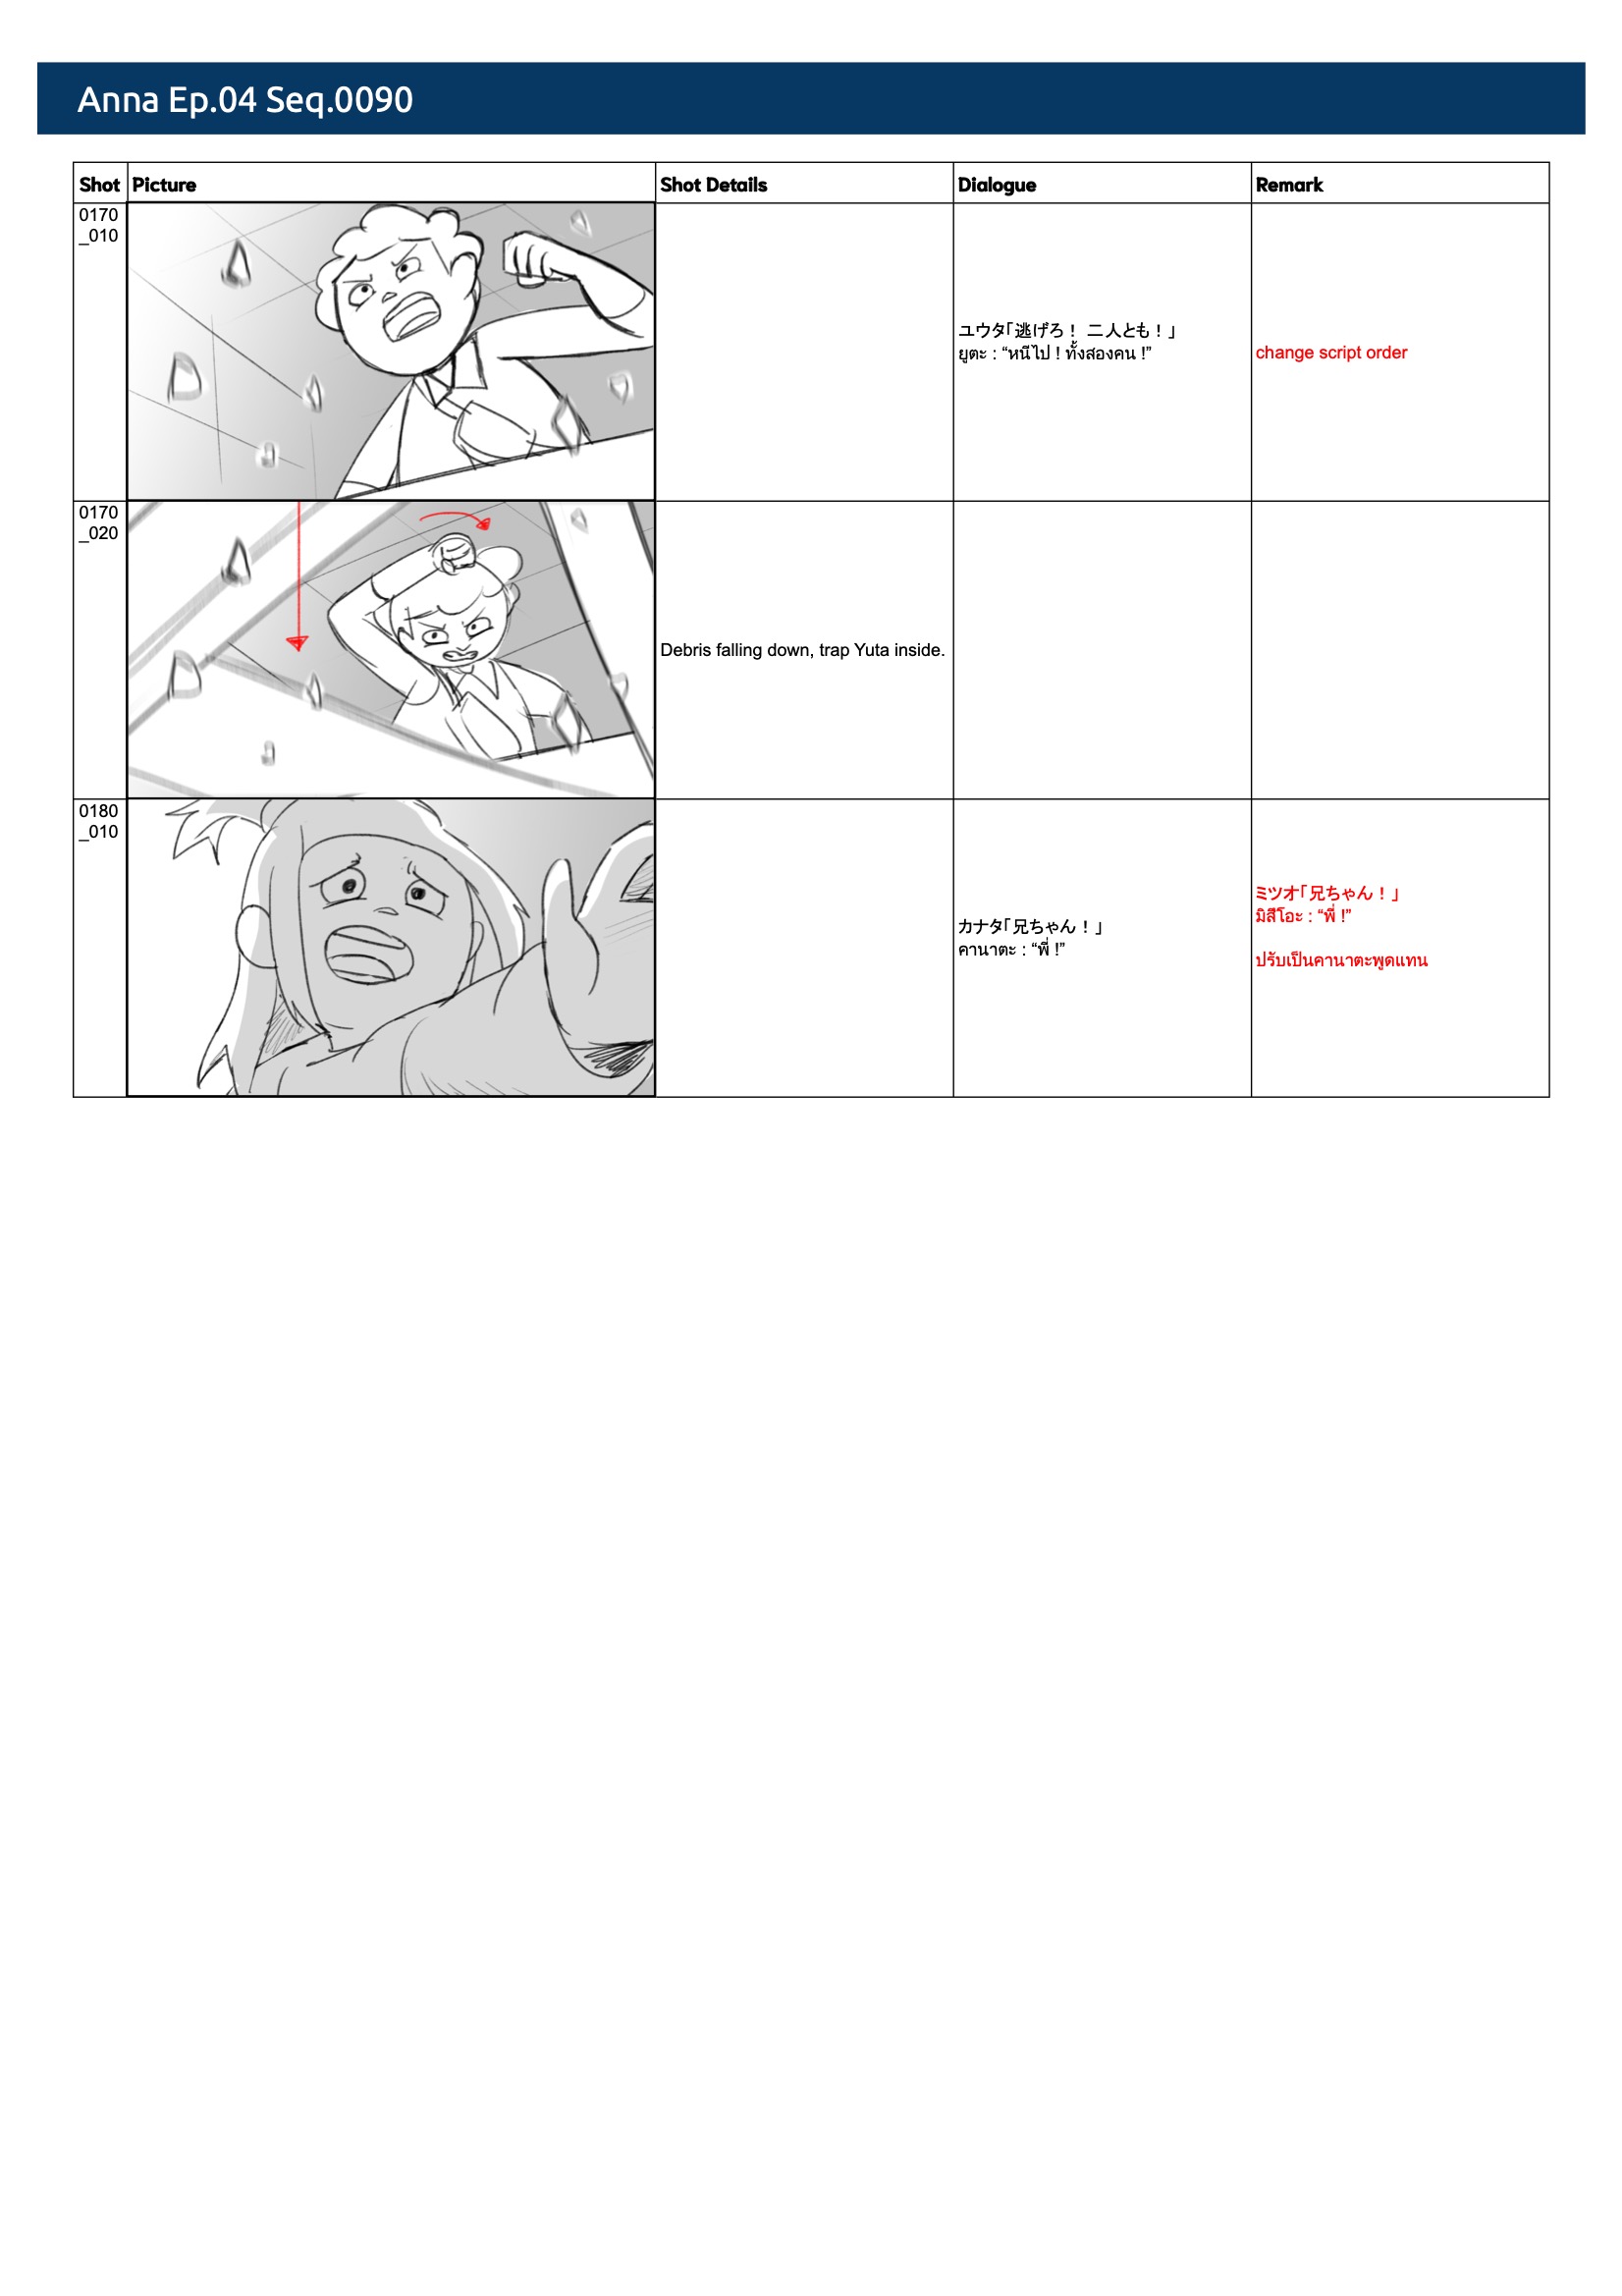 Anna Ep.04 Seq.0090
Shot Picture Shot Details Dialogue Remark
0170
_010
ユウタ「逃げろ！ 二人とも！」
ยูตะ : “หนีไป ! ทั้งสองคน !”
change script order
0170
_020
Debris falling down, trap Yuta inside.
0180
_010
カナタ「兄ちゃん！」
คานาตะ : “พี่ !”
ミツオ「兄ちゃん！」
มิสึโอะ : “พี่ !”
ปรับเป็นคานาตะพูดแทน